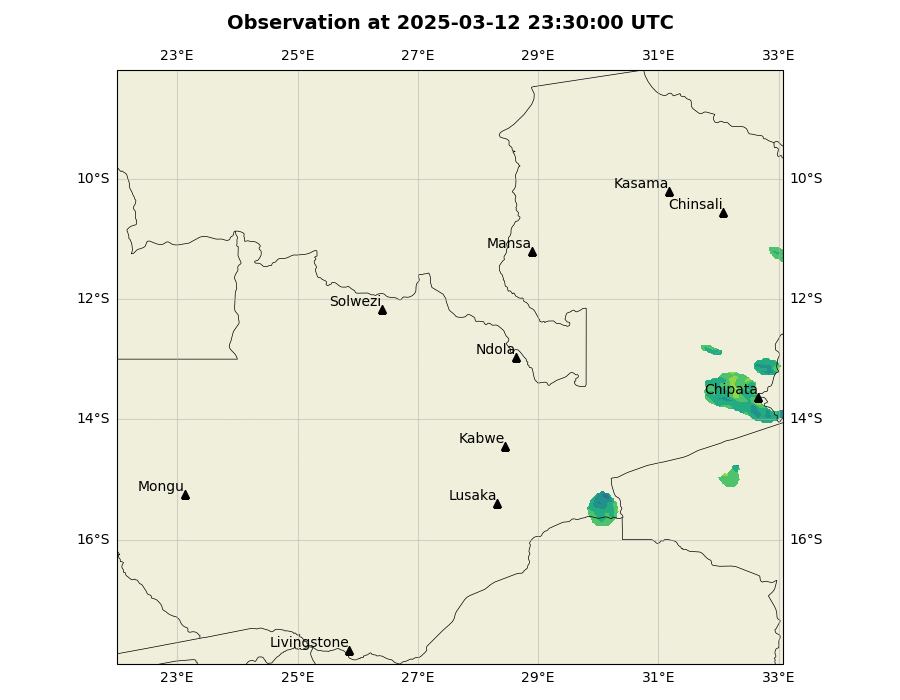 Observation at 2025-03-12 23:30:00 UTC
23°E 25°E 27°E 29°E 31°E 33°E
10°S 10°S
Kasama
Chinsali
Mansa
12°S 12°S
Solwezi
Ndola
Chipata
14°S 14°S
Kabwe
Mongu
Lusaka
16°S 16°S
Livingstone
23°E 25°E 27°E 29°E 31°E 33°E